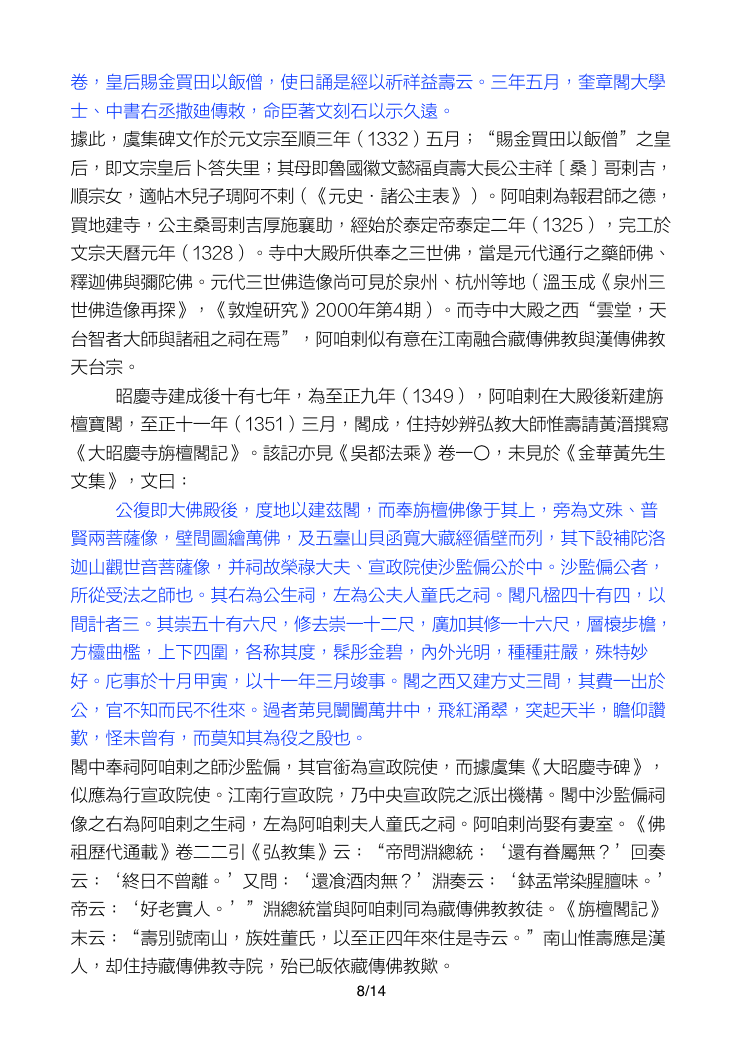 卷，皇后賜金買田以飯僧，使日誦是經以祈祥益壽云。三年五月，奎章閣大學
士、中書右丞撒迪傳敕，命臣著文刻石以示久遠。
據此，虞集碑文作於元文宗至順三年（1332）五月；“賜金買田以飯僧”之皇
后，即文宗皇后卜答失里；其母即魯國徽文懿福貞壽大長公主祥﹝桑﹞哥剌吉，
順宗女，適帖木兒子琱阿不剌（《元史．諸公主表》）。阿咱剌為報君師之德，
買地建寺，公主桑哥剌吉厚施襄助，經始於泰定帝泰定二年（1325），完工於
文宗天曆元年（1328）。寺中大殿所供奉之三世佛，當是元代通行之藥師佛、
釋迦佛與彌陀佛。元代三世佛造像尚可見於泉州、杭州等地（溫玉成《泉州三
世佛造像再探》，《敦煌研究》2000年第4期）。而寺中大殿之西“雲堂，天
台智者大師與諸祖之祠在焉”，阿咱剌似有意在江南融合藏傳佛教與漢傳佛教
天台宗。
昭慶寺建成後十有七年，為至正九年（1349），阿咱剌在大殿後新建旃
檀寶閣，至正十一年（1351）三月，閣成，住持妙辨弘教大師惟壽請黃溍撰寫
《大昭慶寺旃檀閣記》。該記亦見《吳都法乘》卷一〇，未見於《金華黃先生
文集》，文曰：
公復即大佛殿後，度地以建茲閣，而奉旃檀佛像于其上，旁為文殊、普
賢兩菩薩像，壁間圖繪萬佛，及五臺山貝函寬大藏經循壁而列，其下設補陀洛
迦山觀世音菩薩像，并祠故榮祿大夫、宣政院使沙監偏公於中。沙監偏公者，
所從受法之師也。其右為公生祠，左為公夫人童氏之祠。閣凡楹四十有四，以
間計者三。其崇五十有六尺，修去崇一十二尺，廣加其修一十六尺，層檐步櫩，
方櫺曲檻，上下四圍，各称其度，髹彤金碧，內外光明，種種莊嚴，殊特妙
好。庀事於十月甲寅，以十一年三月竣事。閣之西又建方丈三間，其費一出於
公，官不知而民不徃來。過者苐見闤闠萬井中，飛紅涌翠，突起天半，瞻仰讚
歎，怪未曾有，而莫知其為役之殷也。
閣中奉祠阿咱剌之師沙監偏，其官銜為宣政院使，而據虞集《大昭慶寺碑》，
似應為行宣政院使。江南行宣政院，乃中央宣政院之派出機構。閣中沙監偏祠
像之右為阿咱剌之生祠，左為阿咱剌夫人童氏之祠。阿咱剌尚娶有妻室。《佛
祖歷代通載》卷二二引《弘教集》云：“帝問淵總統：‘還有眷屬無？’回奏
云：‘終日不曾離。’又問：‘還飡酒肉無？’淵奏云：‘鉢盂常染腥膻味。’
帝云：‘好老實人。’”淵總統當與阿咱剌同為藏傳佛教教徒。《旃檀閣記》
末云：“壽別號南山，族姓董氏，以至正四年來住是寺云。”南山惟壽應是漢
人，却住持藏傳佛教寺院，殆已皈依藏傳佛教歟。
8/14